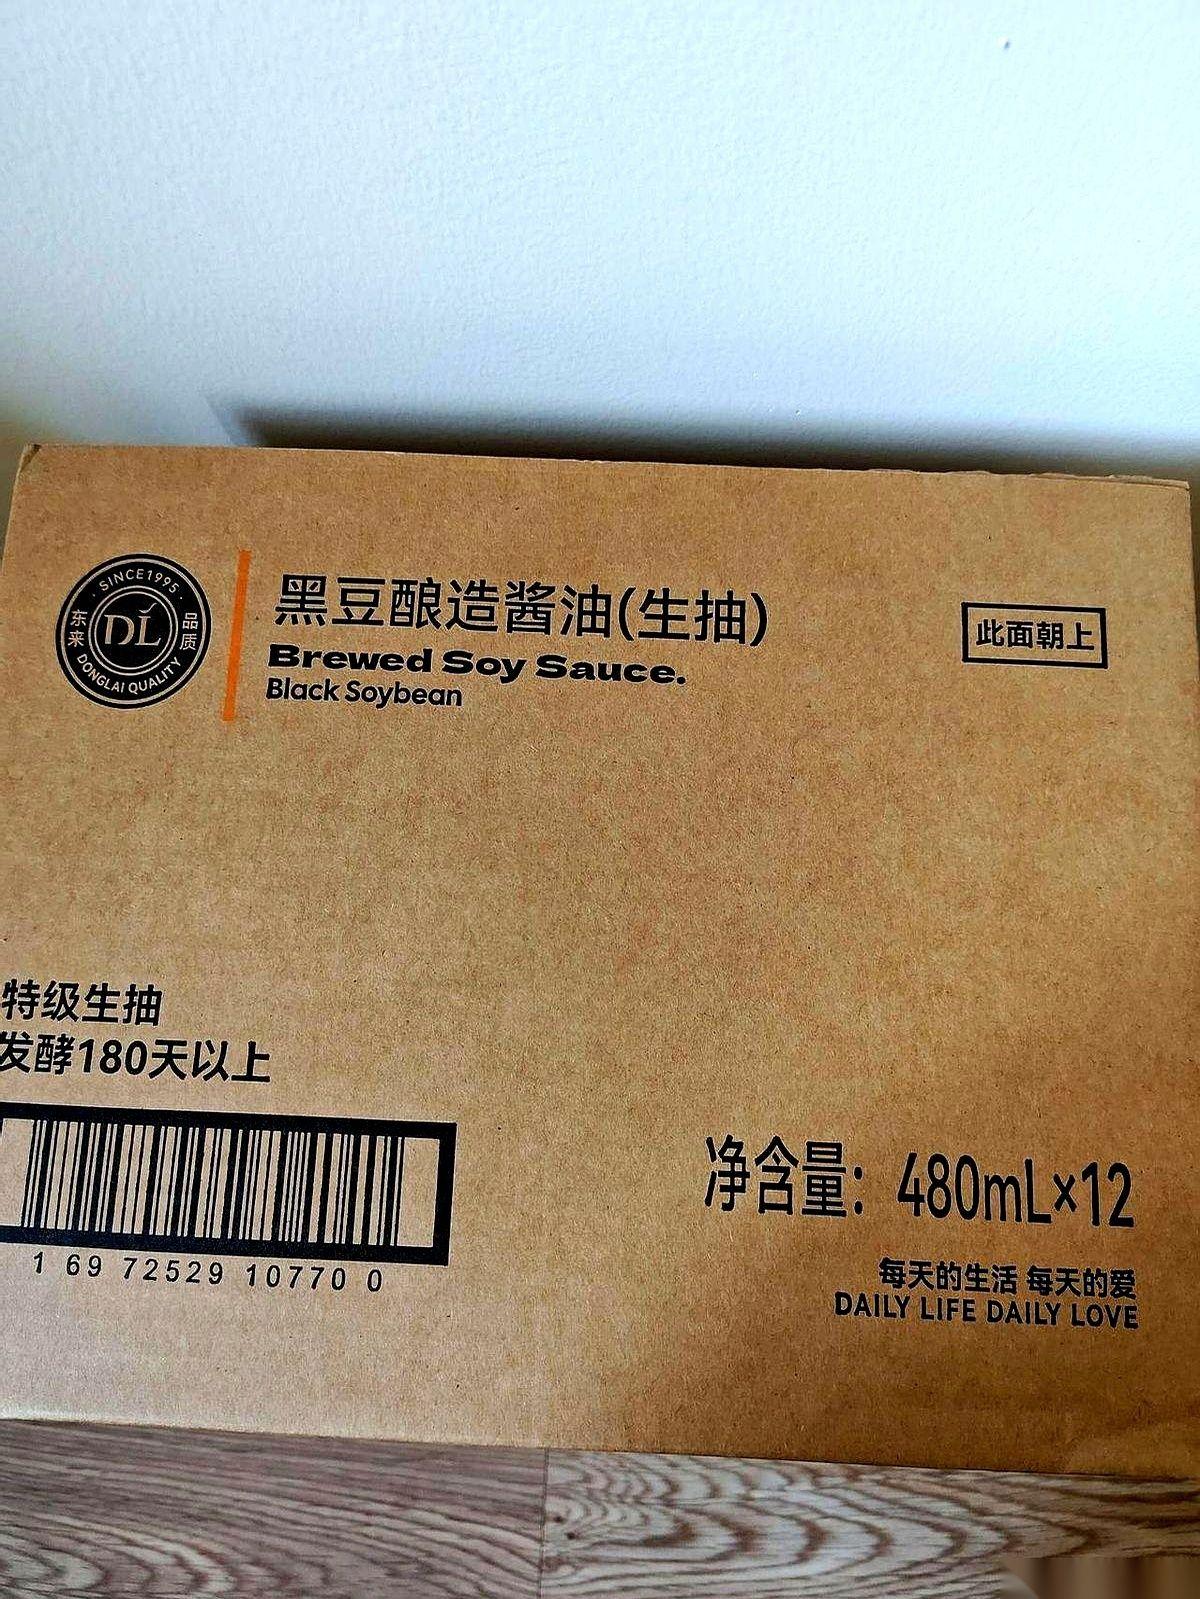 SINCE1995
东来
DL
品质
DONGLAI QUALITY
黑豆酿造酱油(生抽)
Brewed Soy Sauce.
Black Soybean
此面朝上
特级生抽
发酵180天以上
1 69 72529 10770 0
净含量: 480mL×12
每天的生活 每天的爱
DAILY LIFE DAILY LOVE